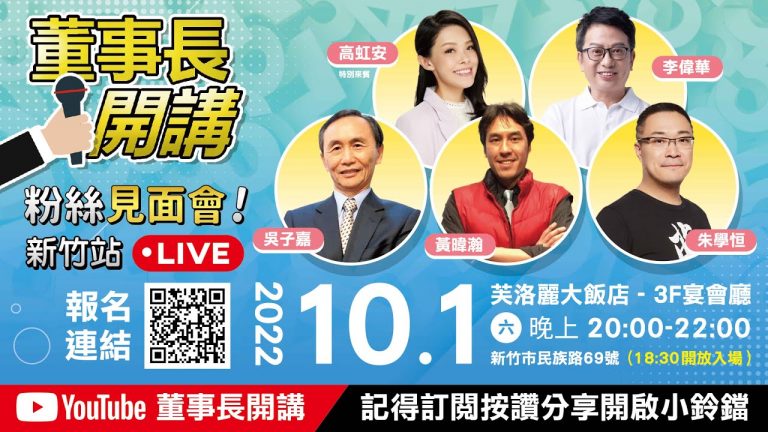 董事長
開講
粉絲見面會!
新竹站
LIVE
報名
連結
高虹安
特別來賓
李偉華
吳子嘉
黃暐瀚
朱學恒
2022
10.1
芙洛麗大飯店 - 3F宴會廳
六 晚上 20:00-22:00
新竹市民族路69號 (18:30開放入場)
YouTube 董事長開講
記得訂閱按讚分享開啟小鈴鐺